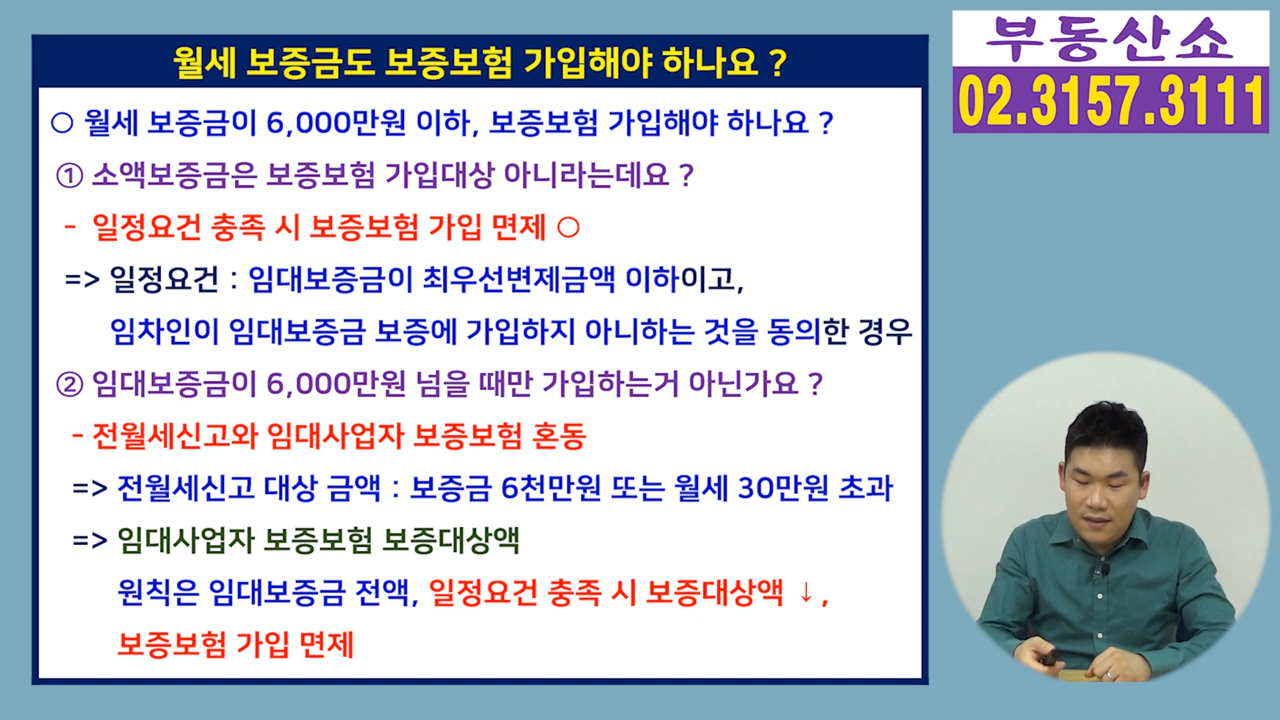 월세 보증금도 보증보험 가입해야 하나요 ?
○ 월세 보증금이 6,000만원 이하, 보증보험 가입해야 하나요 ?
① 소액보증금은 보증보험 가입대상 아니라는데요 ?
- 일정요건 충족 시 보증보험 가입 면제 ○
=> 일정요건 : 임대보증금이 최우선변제금액 이하이고,
임차인이 임대보증금 보증에 가입하지 아니하는 것을 동의한 경우
② 임대보증금이 6,000만원 넘을 때만 가입하는거 아닌가요 ?
- 전월세신고와 임대사업자 보증보험 혼동
=> 전월세신고 대상 금액 : 보증금 6천만원 또는 월세 30만원 초과
=> 임대사업자 보증보험 보증대상액
원칙은 임대보증금 전액, 일정요건 충족 시 보증대상액 ↓,
보증보험 가입 면제
부동산쇼
02.3157.3111